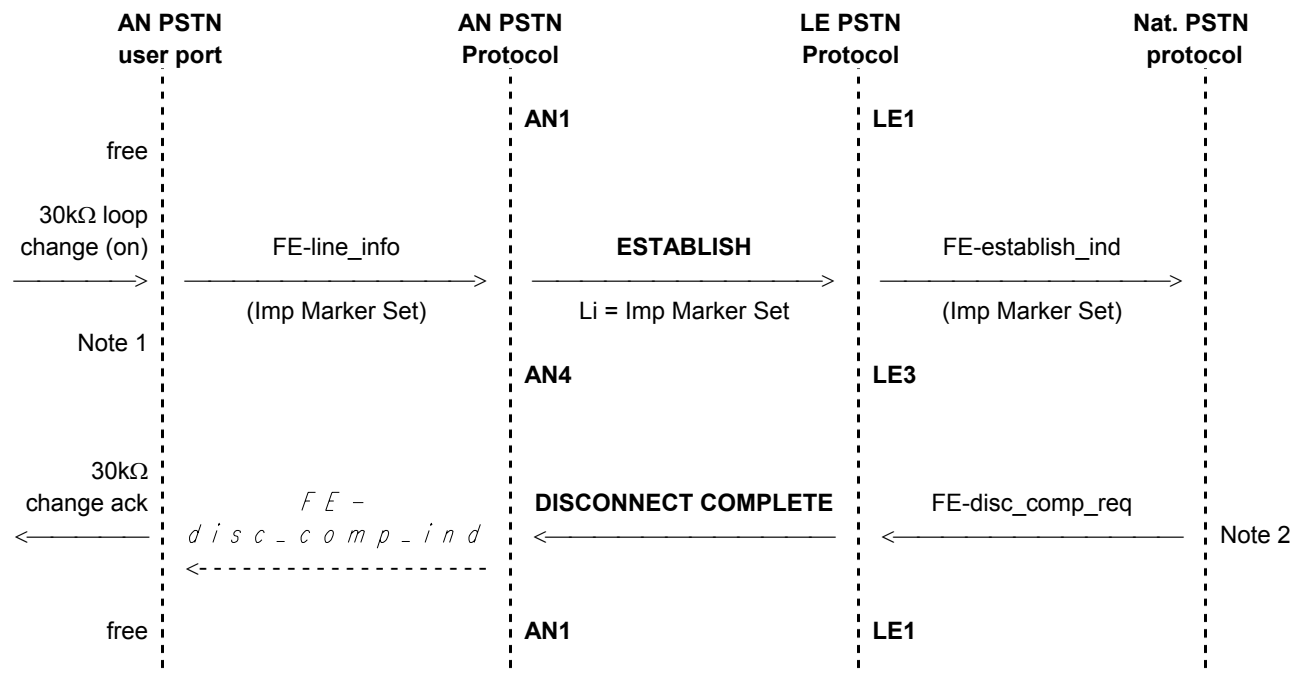 AN PSTN user port
AN PSTN Protocol
LE PSTN Protocol
Nat. PSTN protocol
AN1
LE1
free
30kΩ loop change (on)
FE-line_info
ESTABLISH
FE-establish_ind
(Imp Marker Set)
Li = Imp Marker Set
(Imp Marker Set)
Note 1
AN4
LE3
30kΩ change ack
FE-disc_comp_ind
DISCONNECT COMPLETE
FE-disc_comp_req
Note 2
free
AN1
LE1